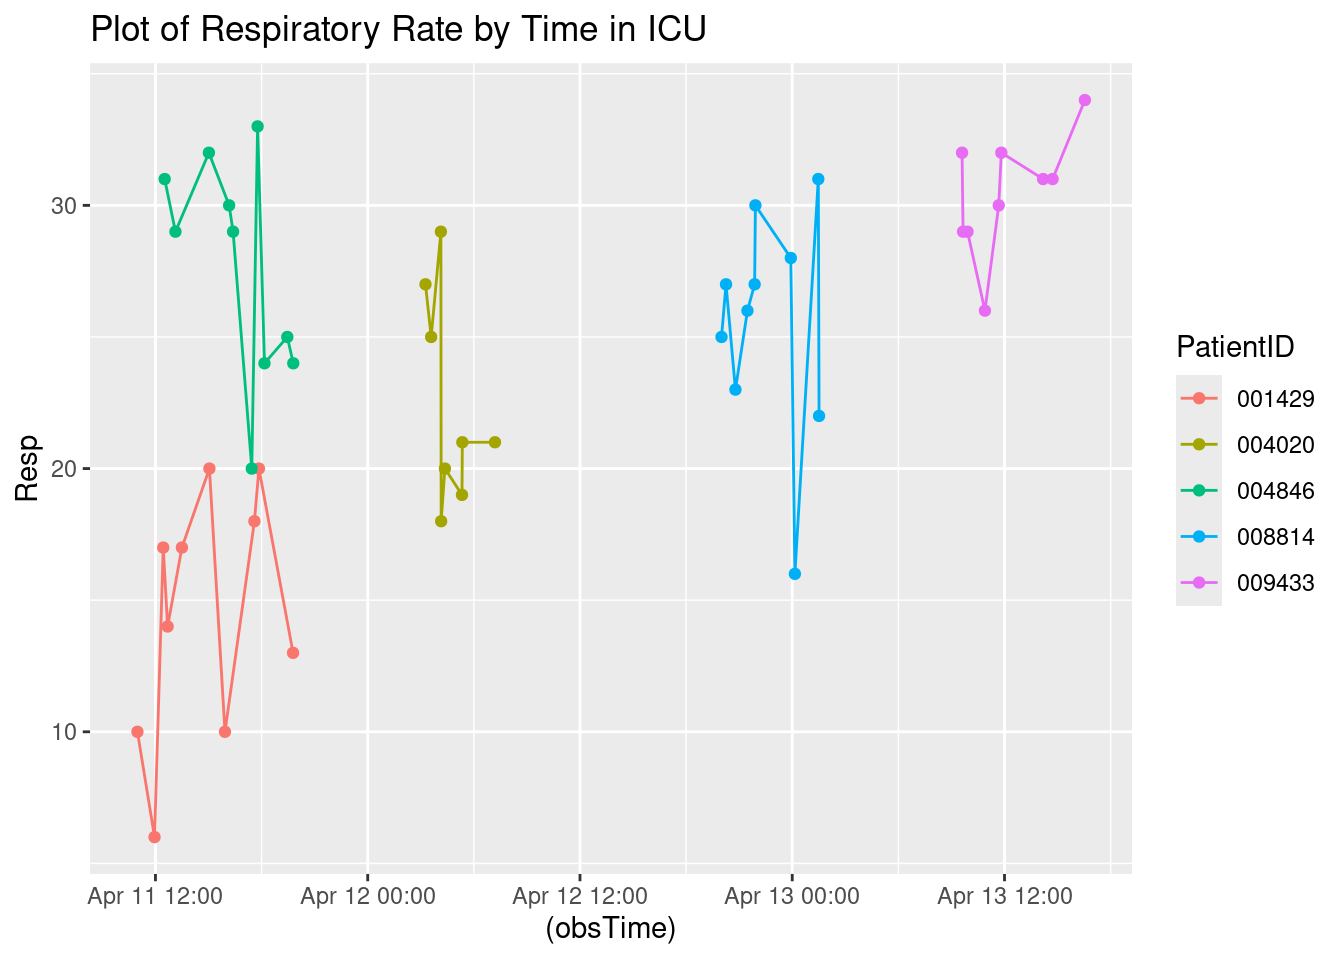 Plot of Respiratory Rate by Time in ICU
Resp
30
20
10
Apr 11 12:00
Apr 12 00:00
Apr 12 12:00
Apr 13 00:00
Apr 13 12:00
(obsTime)
PatientID
001429
004020
004846
008814
009433